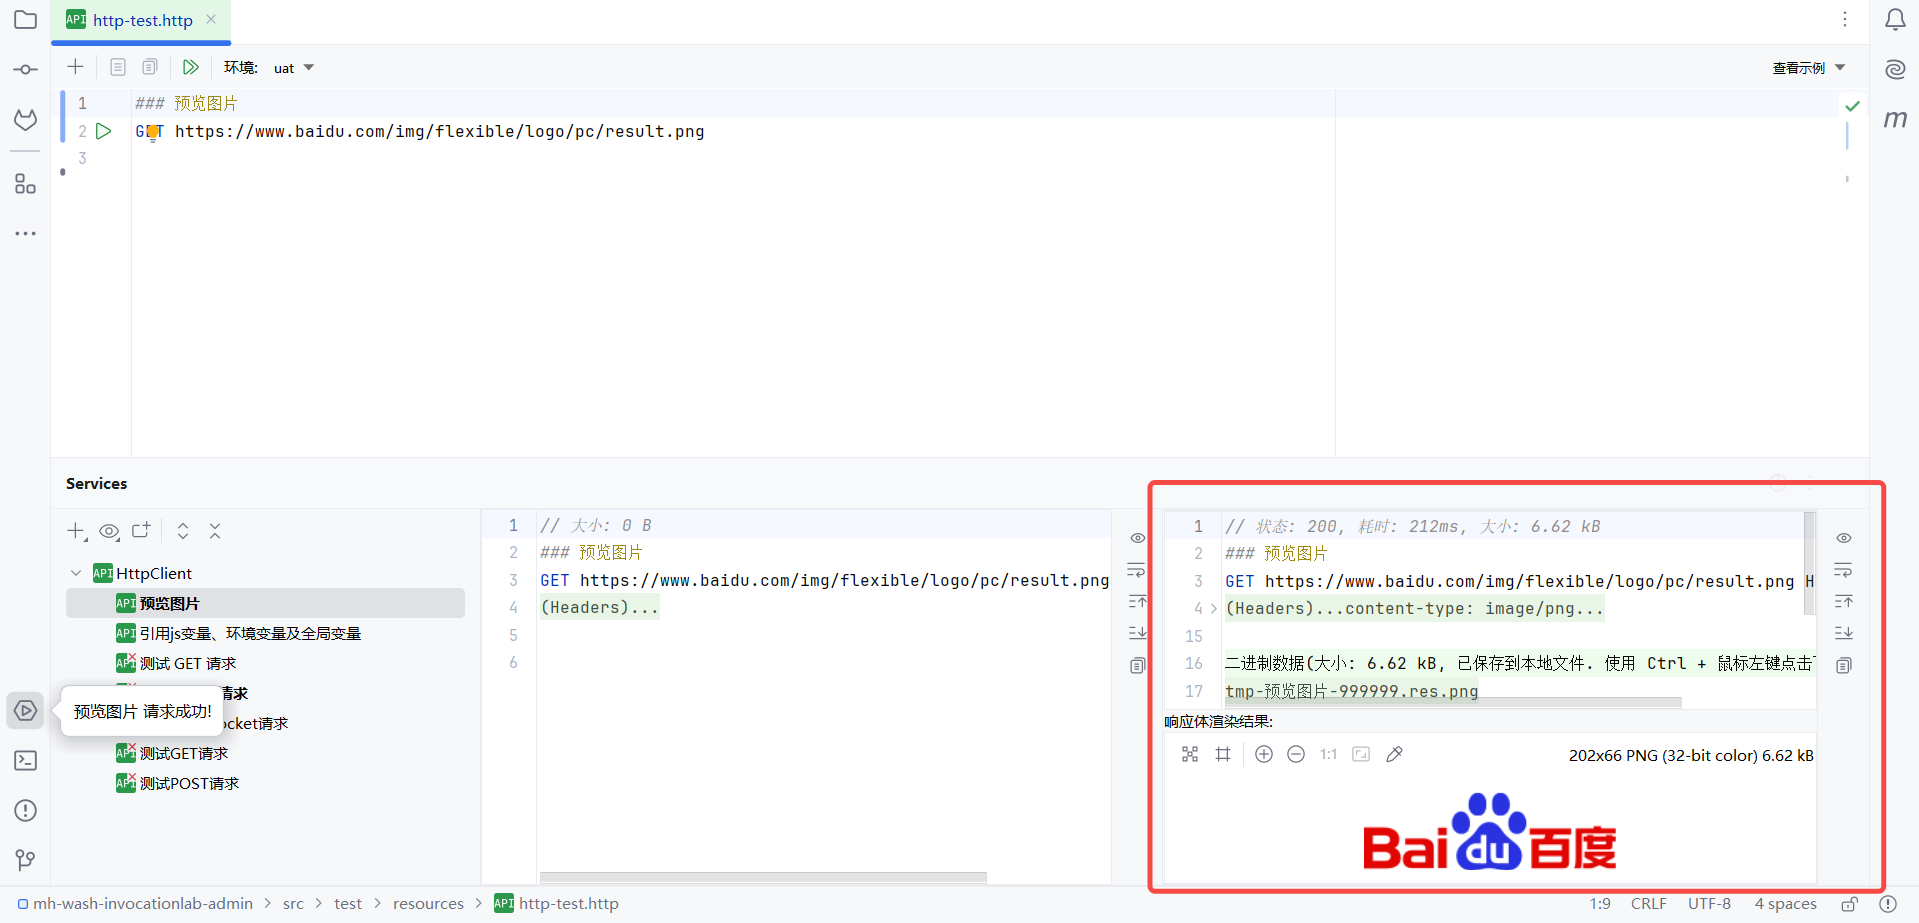 API http-test.http
环境: uat
查看示例
1 ### 预览图片
2 GET https://www.baidu.com/img/flexible/logo/pc/result.png
3
m
Services
API HttpClient
API 预览图片
API 引用js变量、环境变量及全局变量
API 测试 GET 请求
请求
ocket请求
API 测试GET请求
API 测试POST请求
预览图片 请求成功!
1 // 大小: 0 B
2 ### 预览图片
3 GET https://www.baidu.com/img/flexible/logo/pc/result.png
4 (Headers)...
5
6
1 // 状态: 200, 耗时: 212ms, 大小: 6.62 kB
2 ### 预览图片
3 GET https://www.baidu.com/img/flexible/logo/pc/result.png H
4 (Headers)...content-type: image/png...
15
16 二进制数据(大小: 6.62 kB, 已保存到本地文件. 使用 Ctrl + 鼠标左键点击
17 tmp-预览图片-999999.res.png
响应体渲染结果:
1:1
202x66 PNG (32-bit color) 6.62 kB
Bai du 百度
mh-wash-invocationlab-admin > src > test > resources > API http-test.http
1:9 CRLF UTF-8 4 spaces